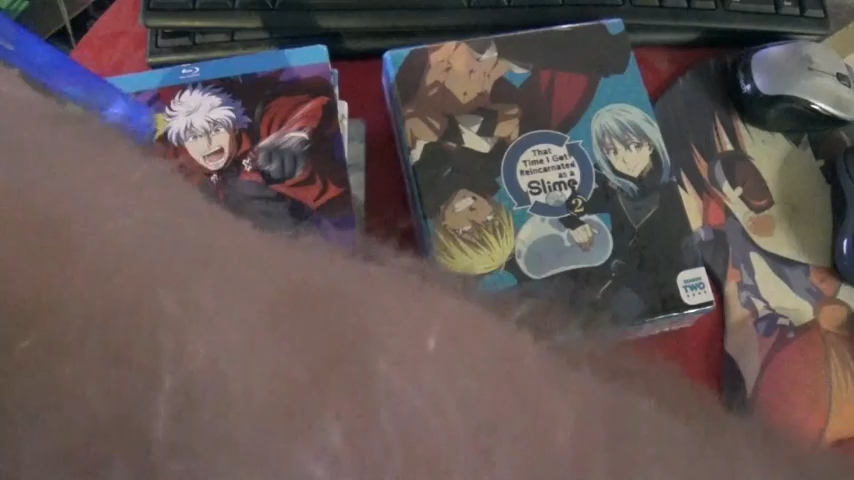 That
Time I Got
Reincarnated
as a
Slime
2
SEASON
TWO